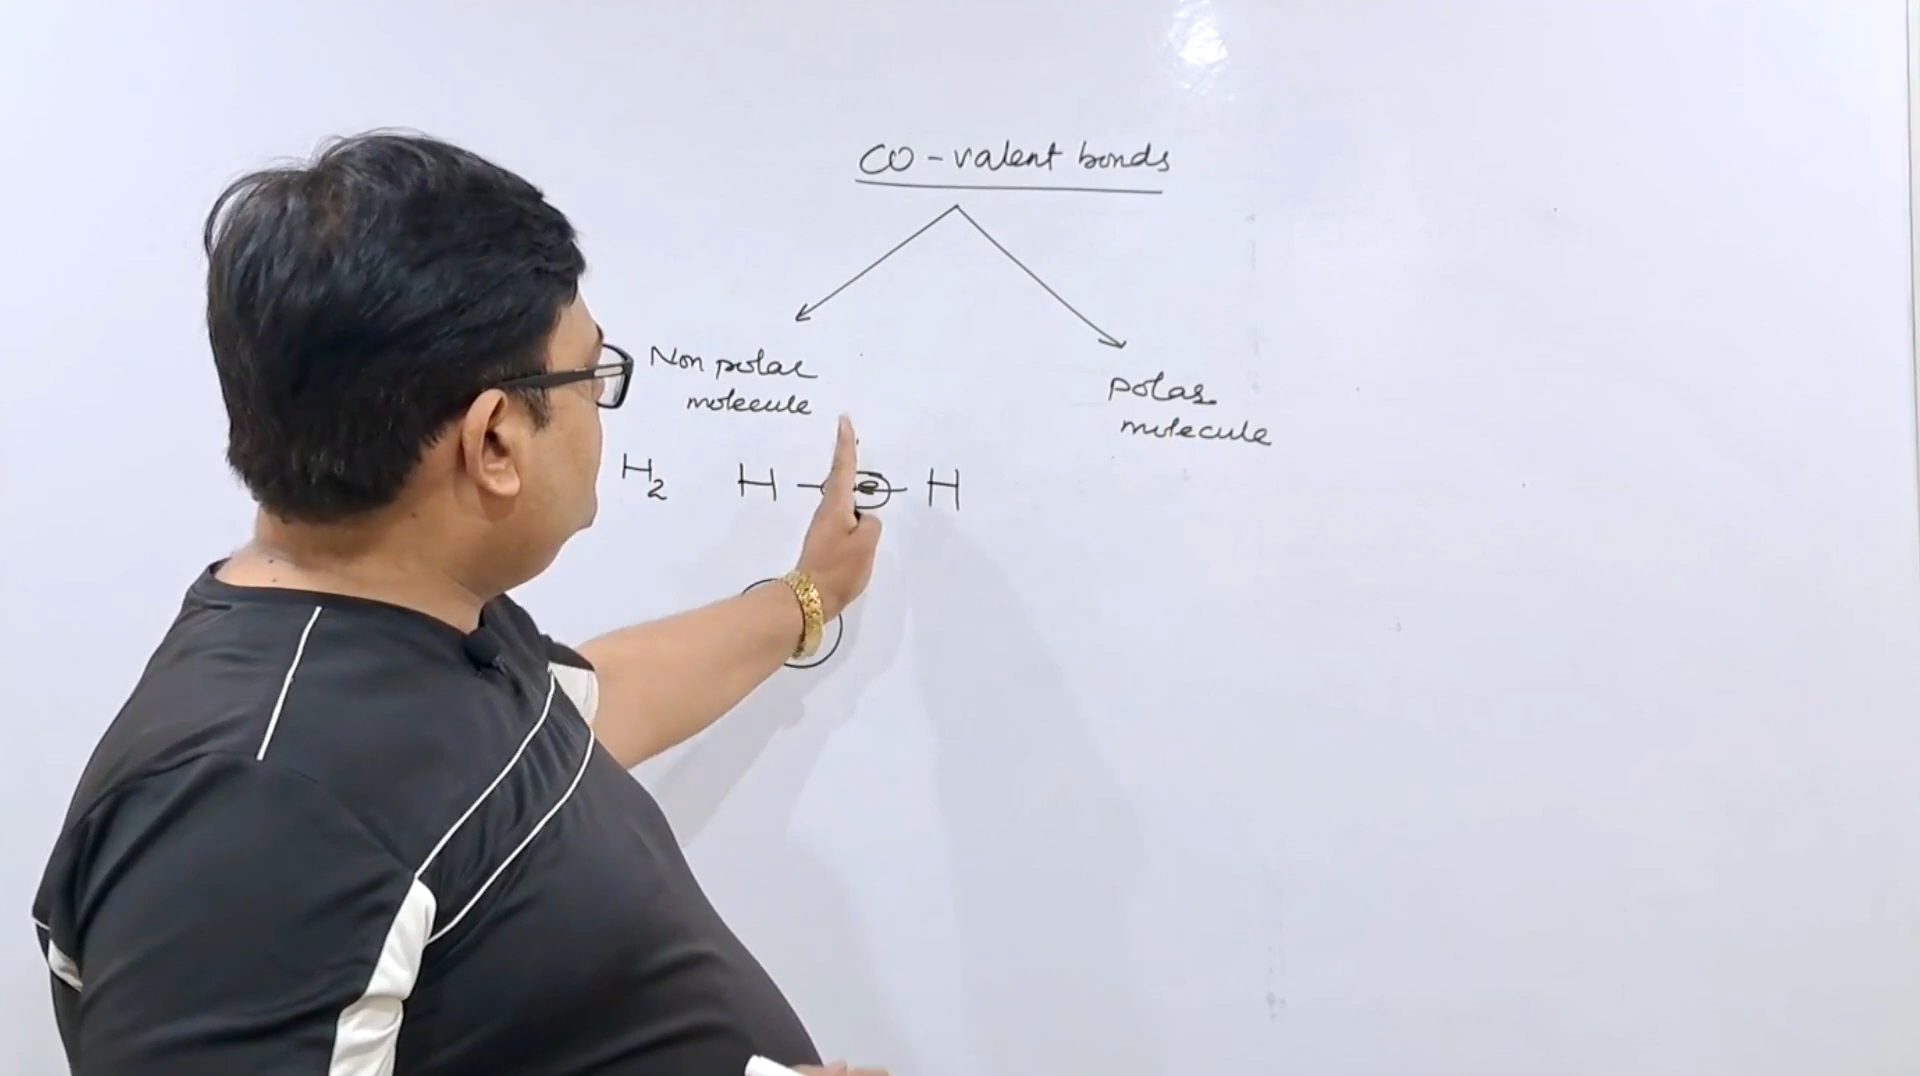 CO-valent bonds
Non polar
molecule
polar
molecule
H2 H — e — H